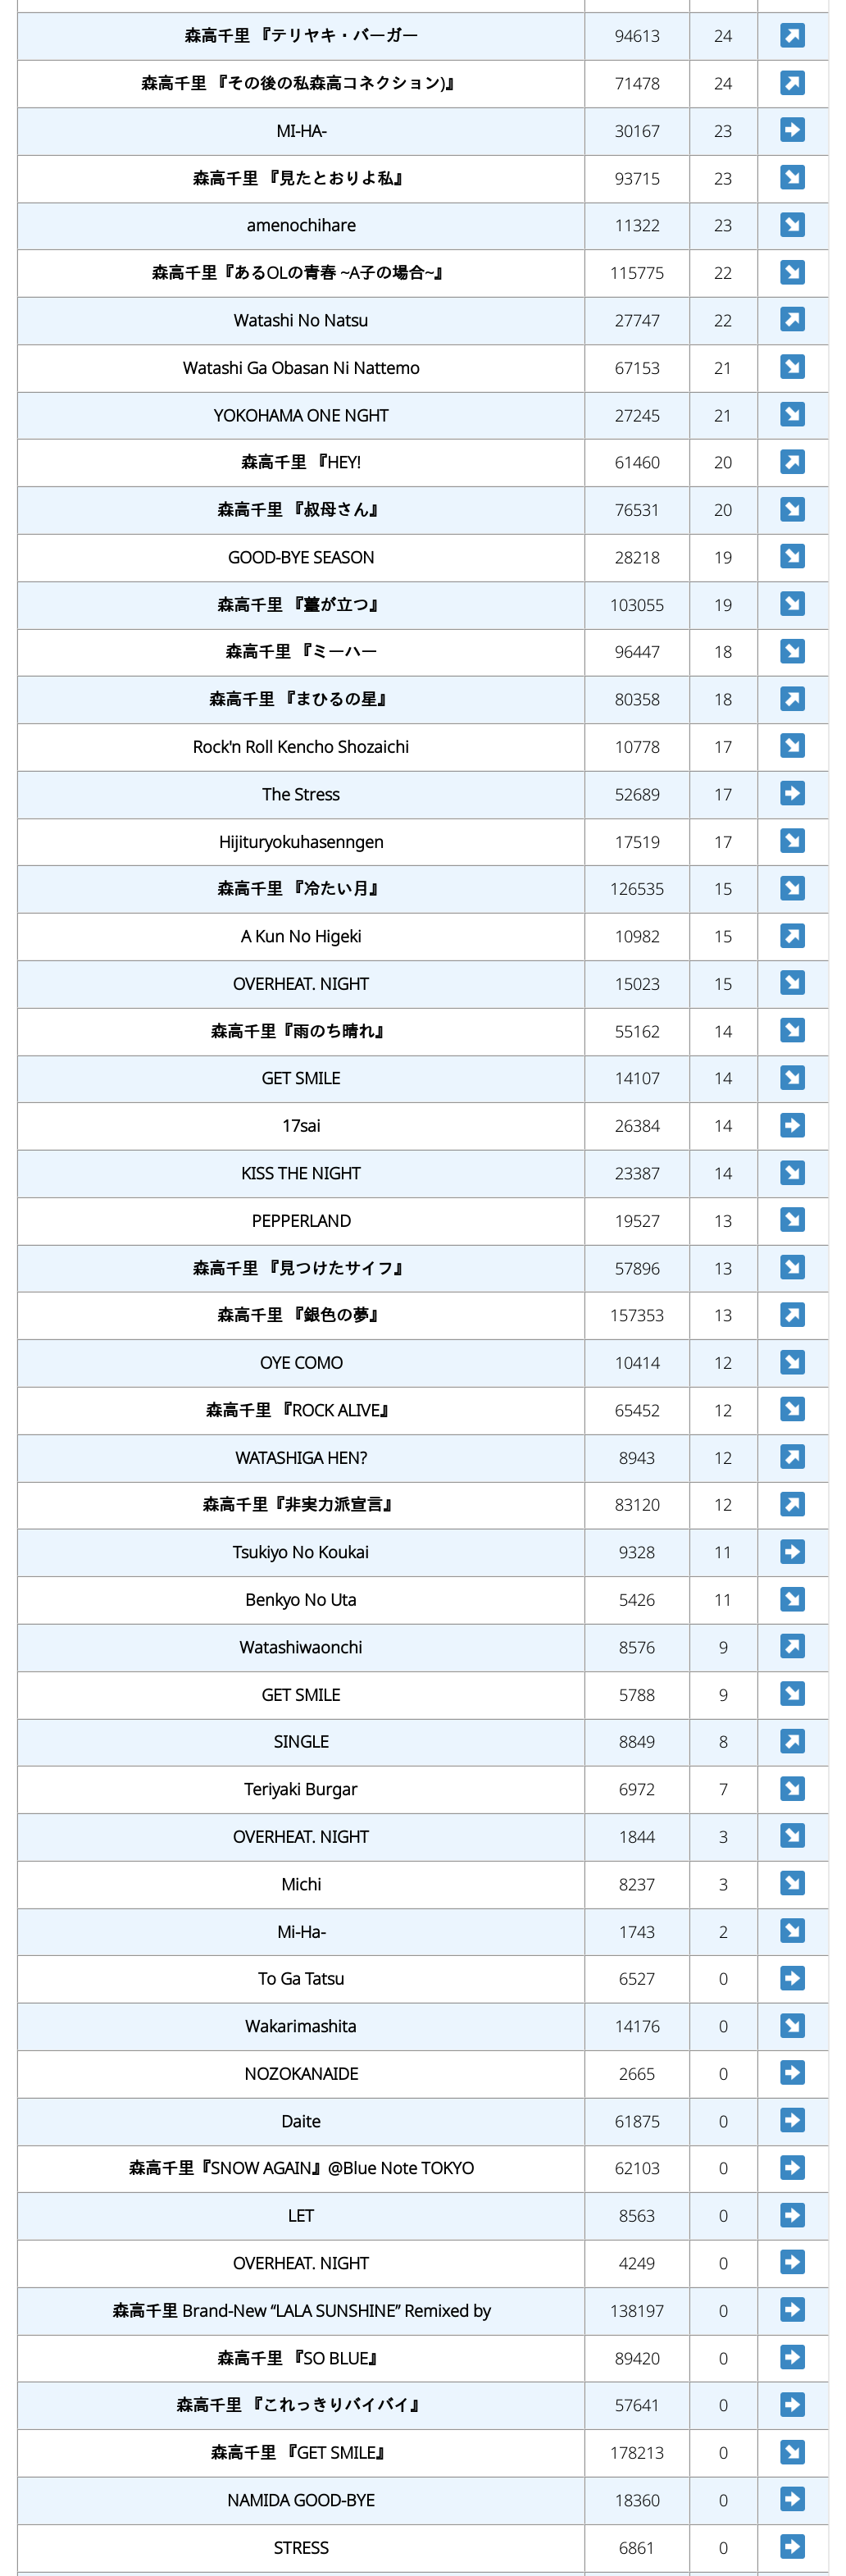 森高千里 『テリヤキ・バーガー 94613 24
森高千里 『その後の私森高コネクション)』 71478 24
MI-HA- 30167 23
森高千里 『見たとおりよ私』 93715 23
amenochihare 11322 23
森高千里『あるOLの青春 ~A子の場合~』 115775 22
Watashi No Natsu 27747 22
Watashi Ga Obasan Ni Nattemo 67153 21
YOKOHAMA ONE NGHT 27245 21
森高千里 『HEY! 61460 20
森高千里 『叔母さん』 76531 20
GOOD-BYE SEASON 28218 19
森高千里 『薹が立つ』 103055 19
森高千里 『ミーハー 96447 18
森高千里 『まひるの星』 80358 18
Rock'n Roll Kencho Shozaichi 10778 17
The Stress 52689 17
Hijituryokuhasenngen 17519 17
森高千里 『冷たい月』 126535 15
A Kun No Higeki 10982 15
OVERHEAT. NIGHT 15023 15
森高千里『雨のち晴れ』 55162 14
GET SMILE 14107 14
17sai 26384 14
KISS THE NIGHT 23387 14
PEPPERLAND 19527 13
森高千里 『見つけたサイフ』 57896 13
森高千里 『銀色の夢』 157353 13
OYE COMO 10414 12
森高千里 『ROCK ALIVE』 65452 12
WATASHIGA HEN? 8943 12
森高千里『非実力派宣言』 83120 12
Tsukiyo No Koukai 9328 11
Benkyo No Uta 5426 11
Watashiwaonchi 8576 9
GET SMILE 5788 9
SINGLE 8849 8
Teriyaki Burgar 6972 7
OVERHEAT. NIGHT 1844 3
Michi 8237 3
Mi-Ha- 1743 2
To Ga Tatsu 6527 0
Wakarimashita 14176 0
NOZOKANAIDE 2665 0
Daite 61875 0
森高千里『SNOW AGAIN』@Blue Note TOKYO 62103 0
LET 8563 0
OVERHEAT. NIGHT 4249 0
森高千里 Brand-New “LALA SUNSHINE” Remixed by 138197 0
森高千里 『SO BLUE』 89420 0
森高千里 『これっきりバイバイ』 57641 0
森高千里 『GET SMILE』 178213 0
NAMIDA GOOD-BYE 18360 0
STRESS 6861 0